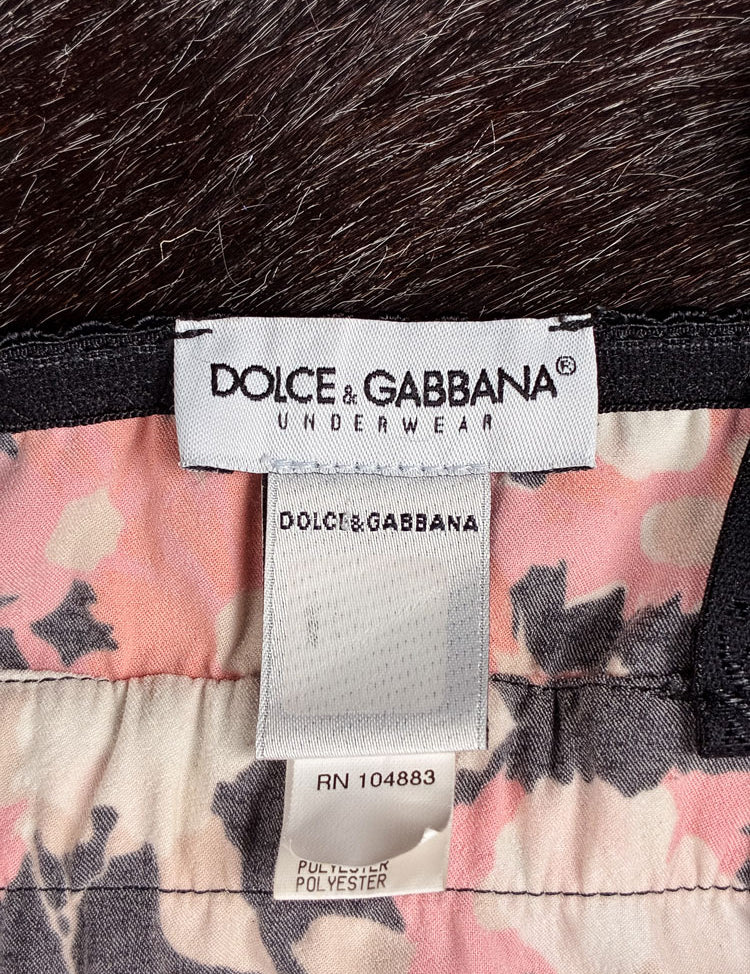 DOLCE & GABBANA®
UNDERWEAR
DOLCE&GABBANA
RN 104883
POLYESTER
POLYESTER